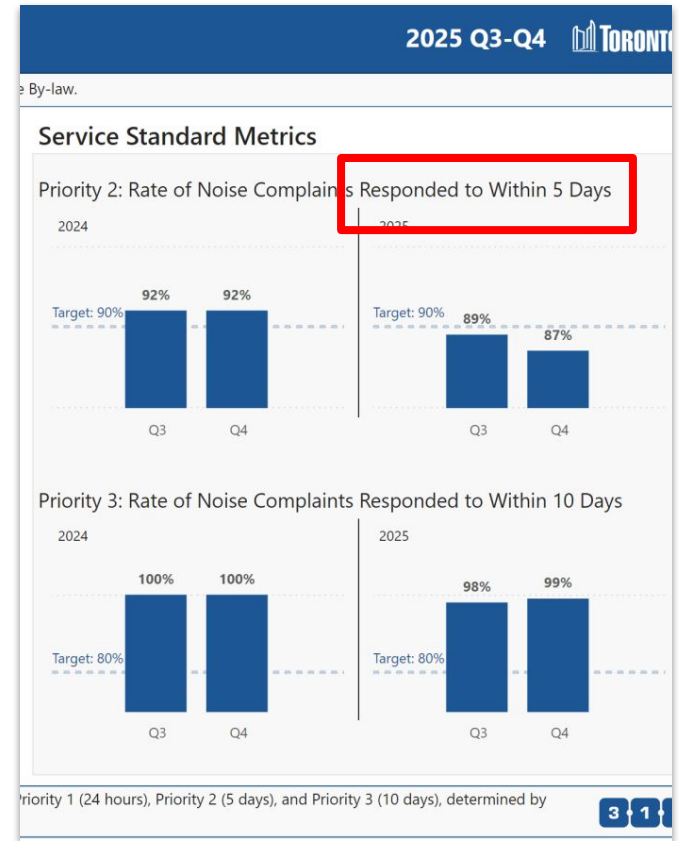 2025 Q3-Q4
By-law.
Service Standard Metrics
Priority 2: Rate of Noise Complaints Responded to Within 5 Days
2024 2025
Target: 90% 92% 92% Target: 90% 89% 87%
Q3 Q4 Q3 Q4
Priority 3: Rate of Noise Complaints Responded to Within 10 Days
2024 2025
100% 100% 98% 99%
Target: 80% Target: 80%
Q3 Q4 Q3 Q4
Priority 1 (24 hours), Priority 2 (5 days), and Priority 3 (10 days), determined by
3 1